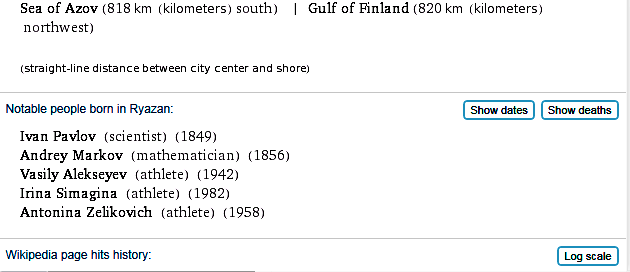 Sea of Azov (818 km (kilometers) south) | Gulf of Finland (820 km (kilometers)
northwest)
(straight-line distance between city center and shore)
Notable people born in Ryazan: Show dates Show deaths
Ivan Pavlov (scientist) (1849)
Andrey Markov (mathematician) (1856)
Vasily Alekseyev (athlete) (1942)
Irina Simagina (athlete) (1982)
Antonina Zelikovich (athlete) (1958)
Wikipedia page hits history: Log scale